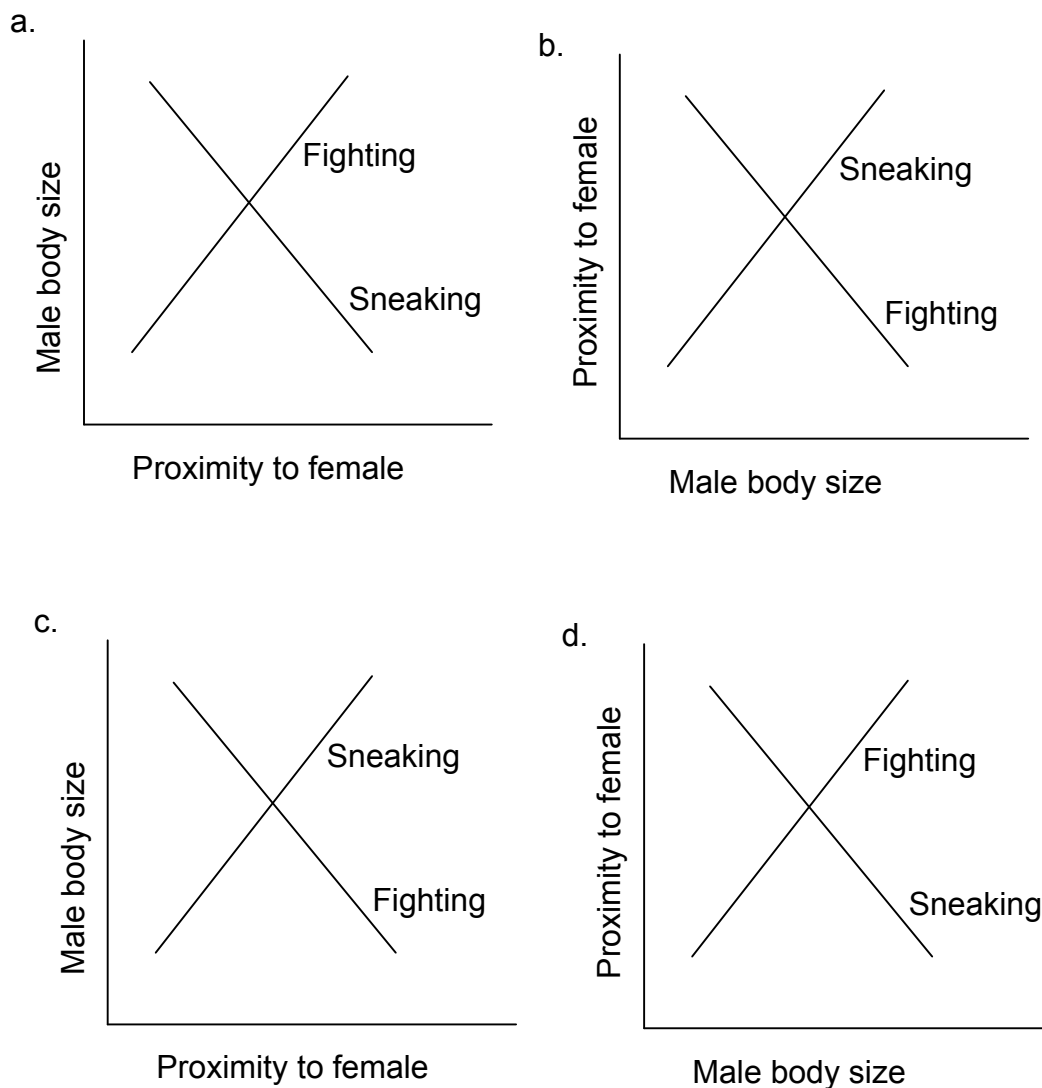 a.
Male body size
Fighting
Sneaking
Proximity to female
b.
Proximity to female
Sneaking
Fighting
Male body size
c.
Male body size
Sneaking
Fighting
Proximity to female
d.
Proximity to female
Fighting
Sneaking
Male body size